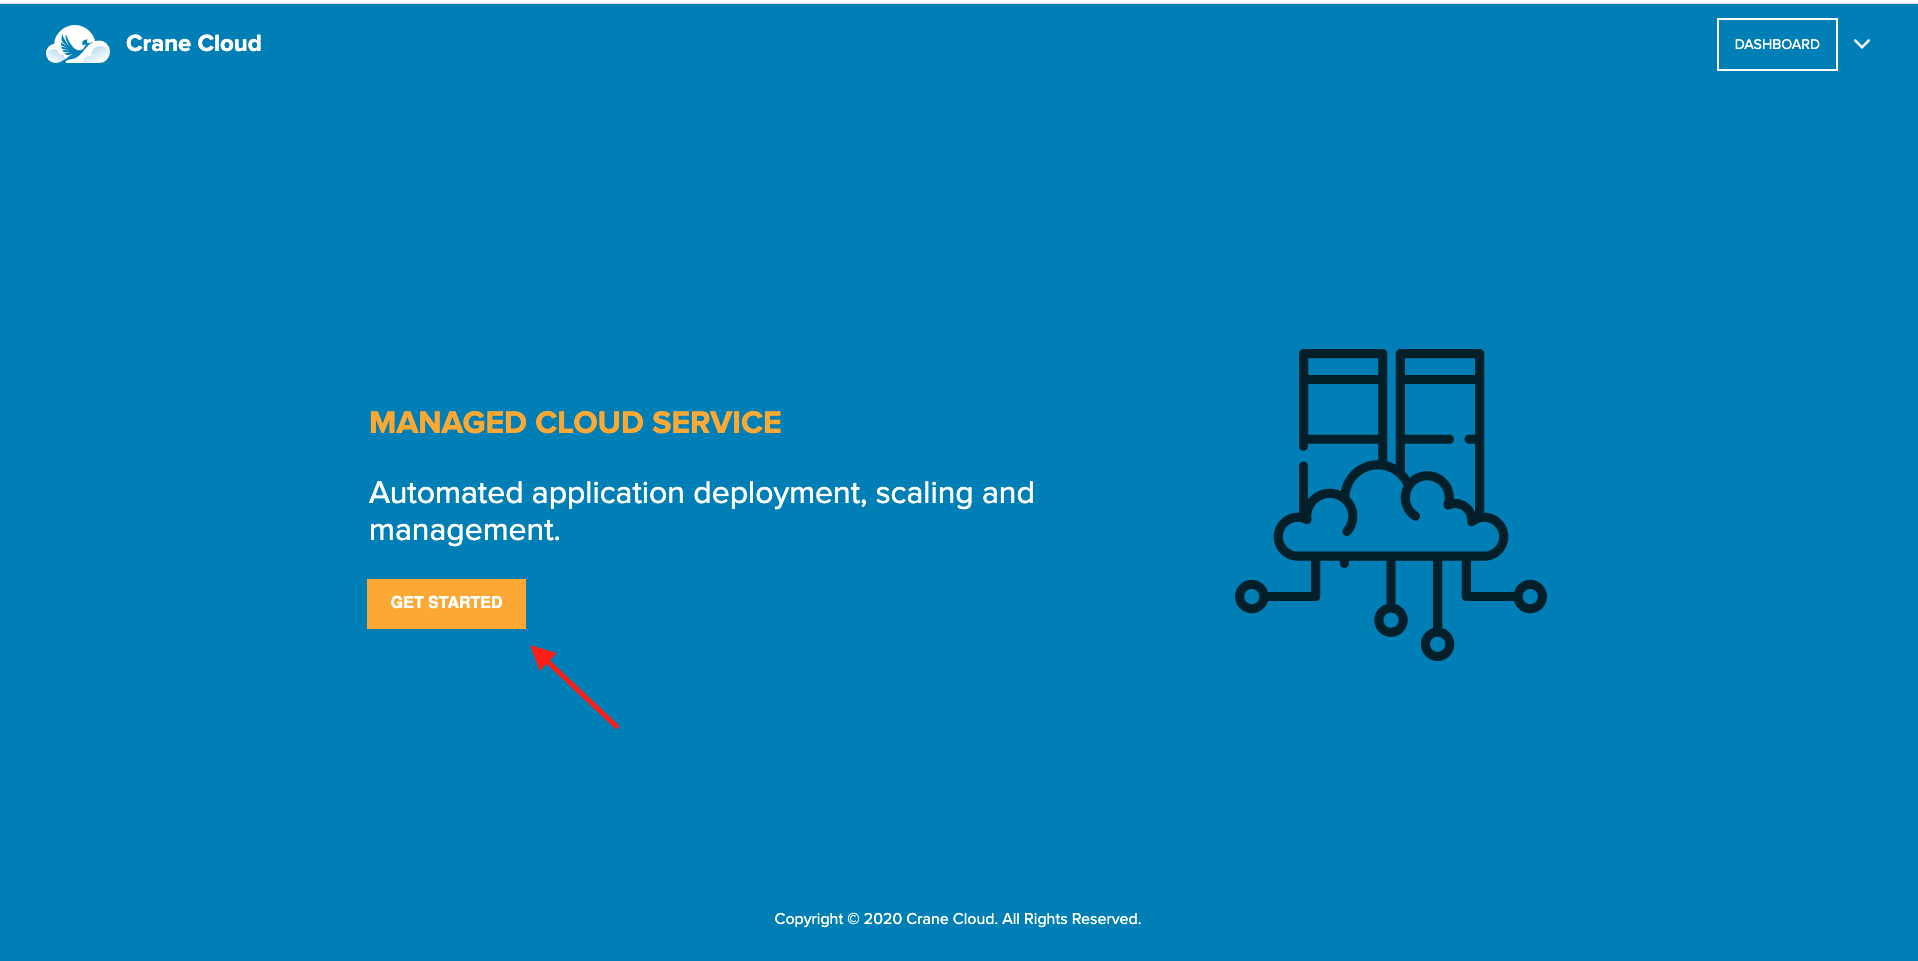 Crane Cloud
DASHBOARD
MANAGED CLOUD SERVICE
Automated application deployment, scaling and
management.
GET STARTED
Copyright © 2020 Crane Cloud. All Rights Reserved.